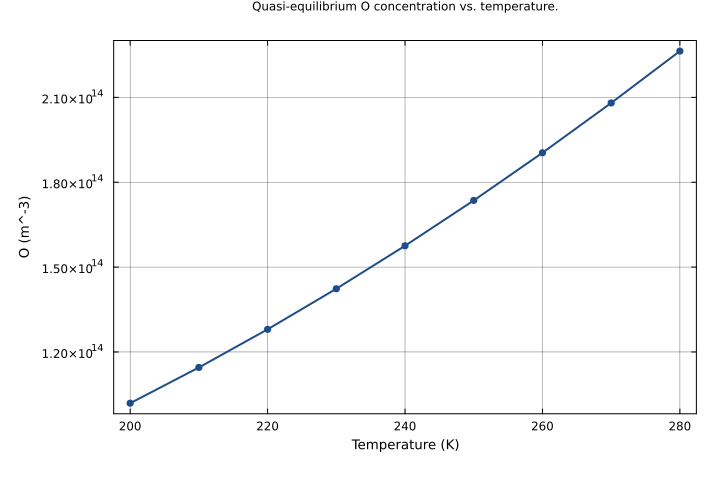 Quasi-equilibrium O concentration vs. temperature.
2.10×10^14
1.80×10^14
1.50×10^14
1.20×10^14
O (m^-3)
200 220 240 260 280
Temperature (K)